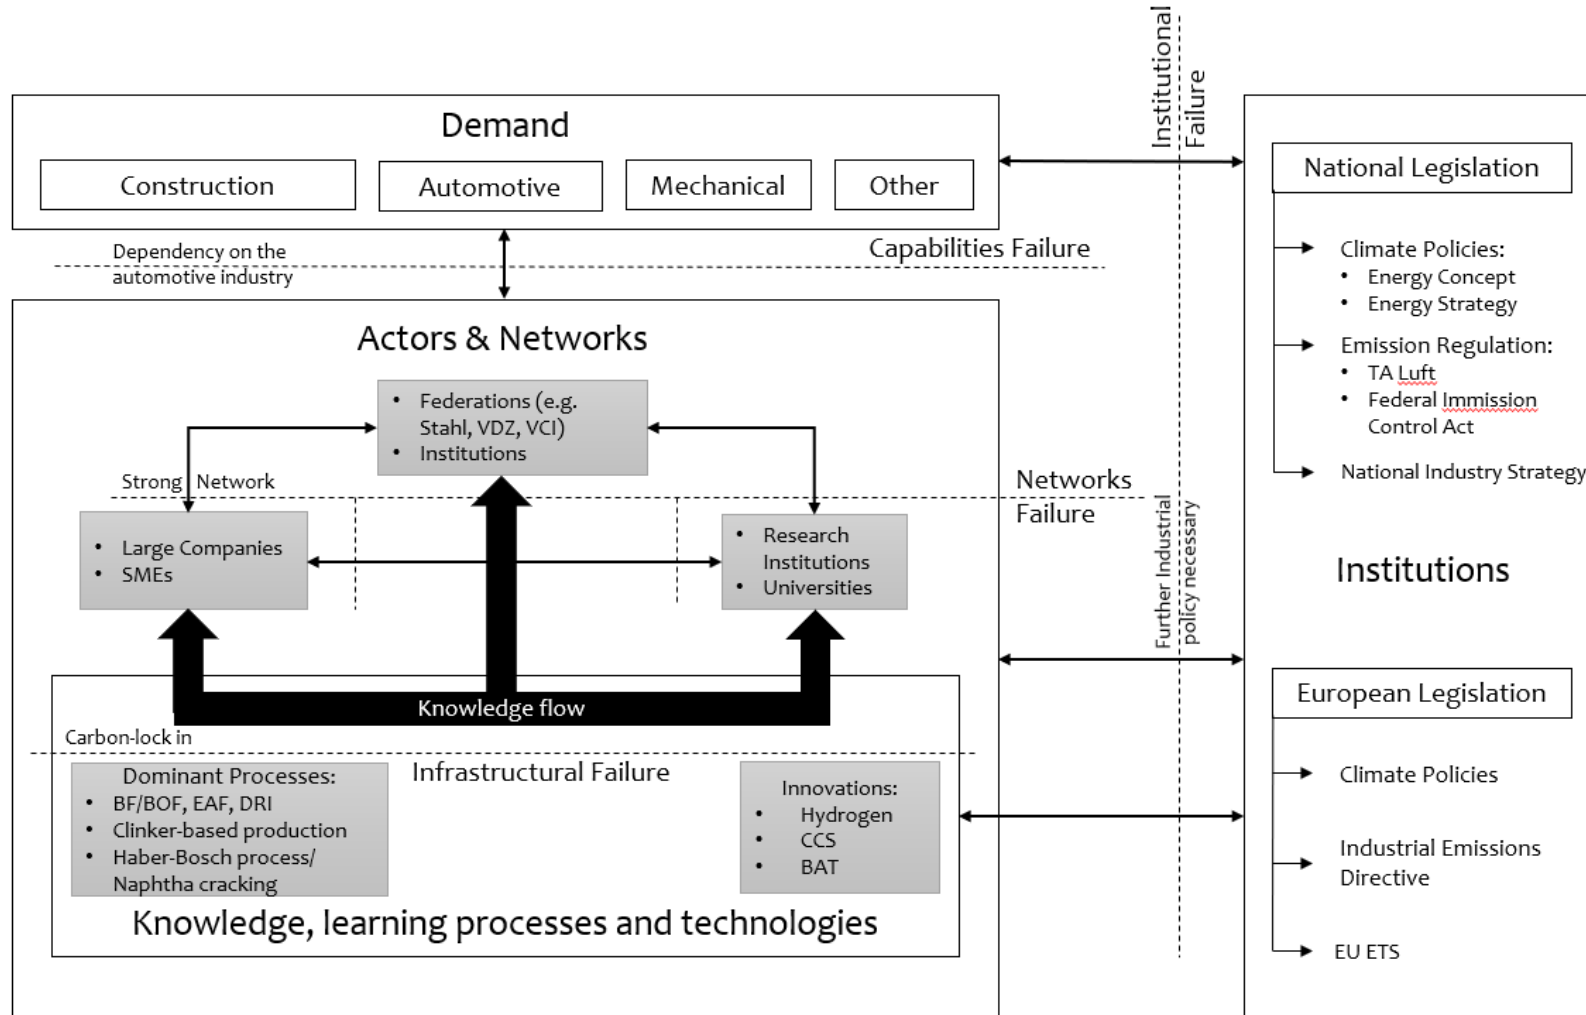 Institutional
Failure
Demand
Construction
Automotive
Mechanical
Other
Dependency on the
automotive industry
Capabilities Failure
Actors & Networks
• Federations (e.g.
Stahl, VDZ, VCI)
• Institutions
Strong Network
Networks
Failure
• Large Companies
• SMEs
• Research
Institutions
• Universities
Knowledge flow
Carbon-lock in
Infrastructural Failure
Dominant Processes:
• BF/BOF, EAF, DRI
• Clinker-based production
• Haber-Bosch process/
Naphtha cracking
Innovations:
• Hydrogen
• CCS
• BAT
Knowledge, learning processes and technologies
Further Industrial
policy necessary
National Legislation
Climate Policies:
• Energy Concept
• Energy Strategy
Emission Regulation:
• TA Luft
• Federal Immission
Control Act
National Industry Strategy
Institutions
European Legislation
Climate Policies
Industrial Emissions
Directive
EU ETS